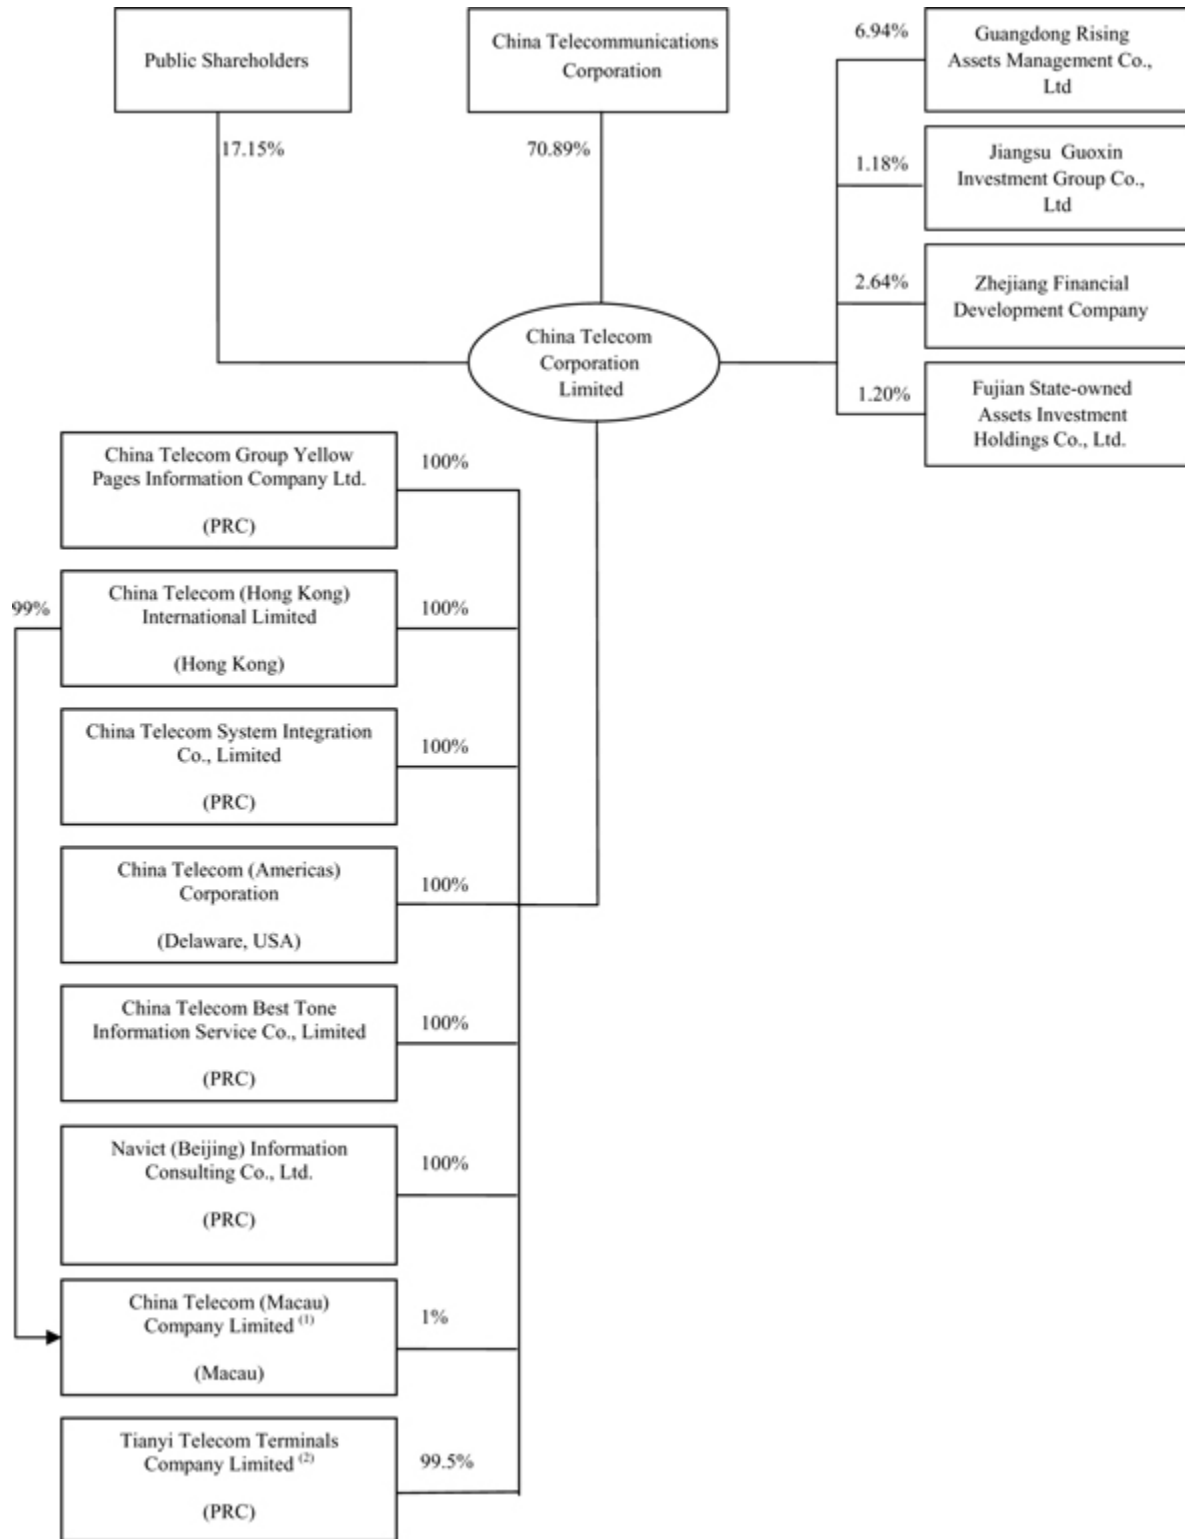 Public Shareholders
China Telecommunications
Corporation
6.94%
Guangdong Rising
Assets Management Co.,
Ltd
17.15%
70.89%
1.18%
Jiangsu Guoxin
Investment Group Co.,
Ltd
2.64%
Zhejiang Financial
Development Company
China Telecom
Corporation
Limited
1.20%
Fujian State-owned
Assets Investment
Holdings Co., Ltd.
China Telecom Group Yellow
Pages Information Company Ltd.
(PRC)
100%
99%
China Telecom (Hong Kong)
International Limited
(Hong Kong)
100%
China Telecom System Integration
Co., Limited
(PRC)
100%
China Telecom (Americas)
Corporation
(Delaware, USA)
100%
China Telecom Best Tone
Information Service Co., Limited
(PRC)
100%
Navict (Beijing) Information
Consulting Co., Ltd.
(PRC)
100%
China Telecom (Macau)
Company Limited (1)
(Macau)
1%
Tianyi Telecom Terminals
Company Limited (2)
(PRC)
99.5%